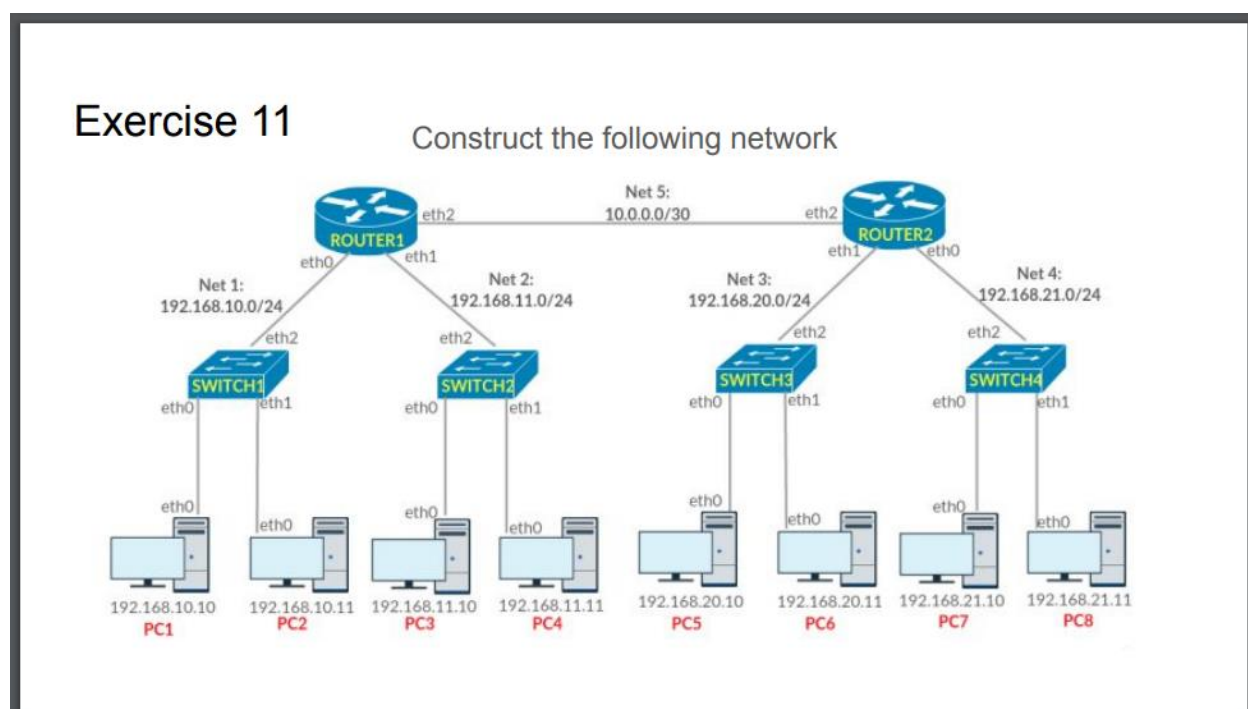 Exercise 11
Construct the following network
Net 5:
10.0.0.0/30
eth2
eth2
ROUTER1
ROUTER2
eth0
eth1
eth1
eth0
Net 1:
192.168.10.0/24
Net 2:
192.168.11.0/24
Net 3:
192.168.20.0/24
Net 4:
192.168.21.0/24
eth2
eth2
eth2
eth2
SWITCH1
SWITCH2
SWITCH3
SWITCH4
eth0
eth1
eth0
eth1
eth0
eth1
eth0
eth1
eth0
eth0
eth0
eth0
eth0
eth0
eth0
eth0
192.168.10.10
PC1
192.168.10.11
PC2
192.168.11.10
PC3
192.168.11.11
PC4
192.168.20.10
PC5
192.168.20.11
PC6
192.168.21.10
PC7
192.168.21.11
PC8